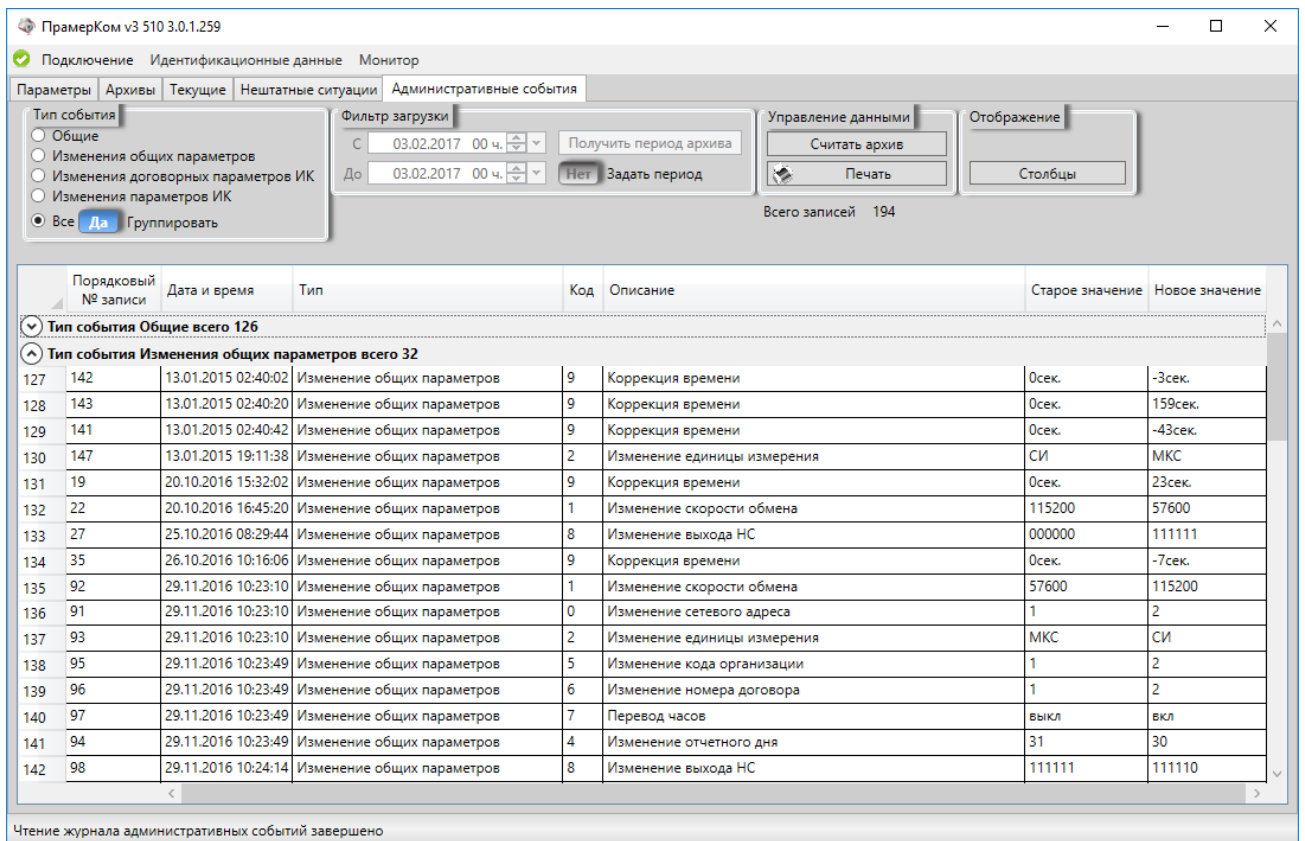 ПрамерКом v3 510 3.0.1.259
Подключение Идентификационные данные Монитор
Параметры Архивы Текущие Нештатные ситуации Административные события
Тип события
Общие
Изменения общих параметров
Изменения договорных параметров ИК
Изменения параметров ИК
Все Да Группировать
Фильтр загрузки
С 03.02.2017 00 ч. Получить период архива
До 03.02.2017 00 ч. Нет Задать период
Управление данными
Считать архив
Печать
Всего записей 194
Отображение
Столбцы
Порядковый
№ записи Дата и время Тип Код Описание Старое значение Новое значение
Тип события Общие всего 126
Тип события Изменения общих параметров всего 32
127 142 13.01.2015 02:40:02 Изменение общих параметров 9 Коррекция времени 0сек. -3сек.
128 143 13.01.2015 02:40:20 Изменение общих параметров 9 Коррекция времени 0сек. 159сек.
129 141 13.01.2015 02:40:42 Изменение общих параметров 9 Коррекция времени 0сек. -43сек.
130 147 13.01.2015 19:11:38 Изменение общих параметров 2 Изменение единицы измерения СИ МКС
131 19 20.10.2016 15:32:02 Изменение общих параметров 9 Коррекция времени 0сек. 23сек.
132 22 20.10.2016 16:45:20 Изменение общих параметров 1 Изменение скорости обмена 115200 57600
133 27 25.10.2016 08:29:44 Изменение общих параметров 8 Изменение выхода НС 000000 111111
134 35 26.10.2016 10:16:06 Изменение общих параметров 9 Коррекция времени 0сек. -7сек.
135 92 29.11.2016 10:23:10 Изменение общих параметров 1 Изменение скорости обмена 57600 115200
136 91 29.11.2016 10:23:10 Изменение общих параметров 0 Изменение сетевого адреса 1 2
137 93 29.11.2016 10:23:10 Изменение общих параметров 2 Изменение единицы измерения МКС СИ
138 95 29.11.2016 10:23:49 Изменение общих параметров 5 Изменение кода организации 1 2
139 96 29.11.2016 10:23:49 Изменение общих параметров 6 Изменение номера договора 1 2
140 97 29.11.2016 10:23:49 Изменение общих параметров 7 Перевод часов выкл вкл
141 94 29.11.2016 10:23:49 Изменение общих параметров 4 Изменение отчетного дня 31 30
142 98 29.11.2016 10:24:14 Изменение общих параметров 8 Изменение выхода НС 111111 111110
Чтение журнала административных событий завершено